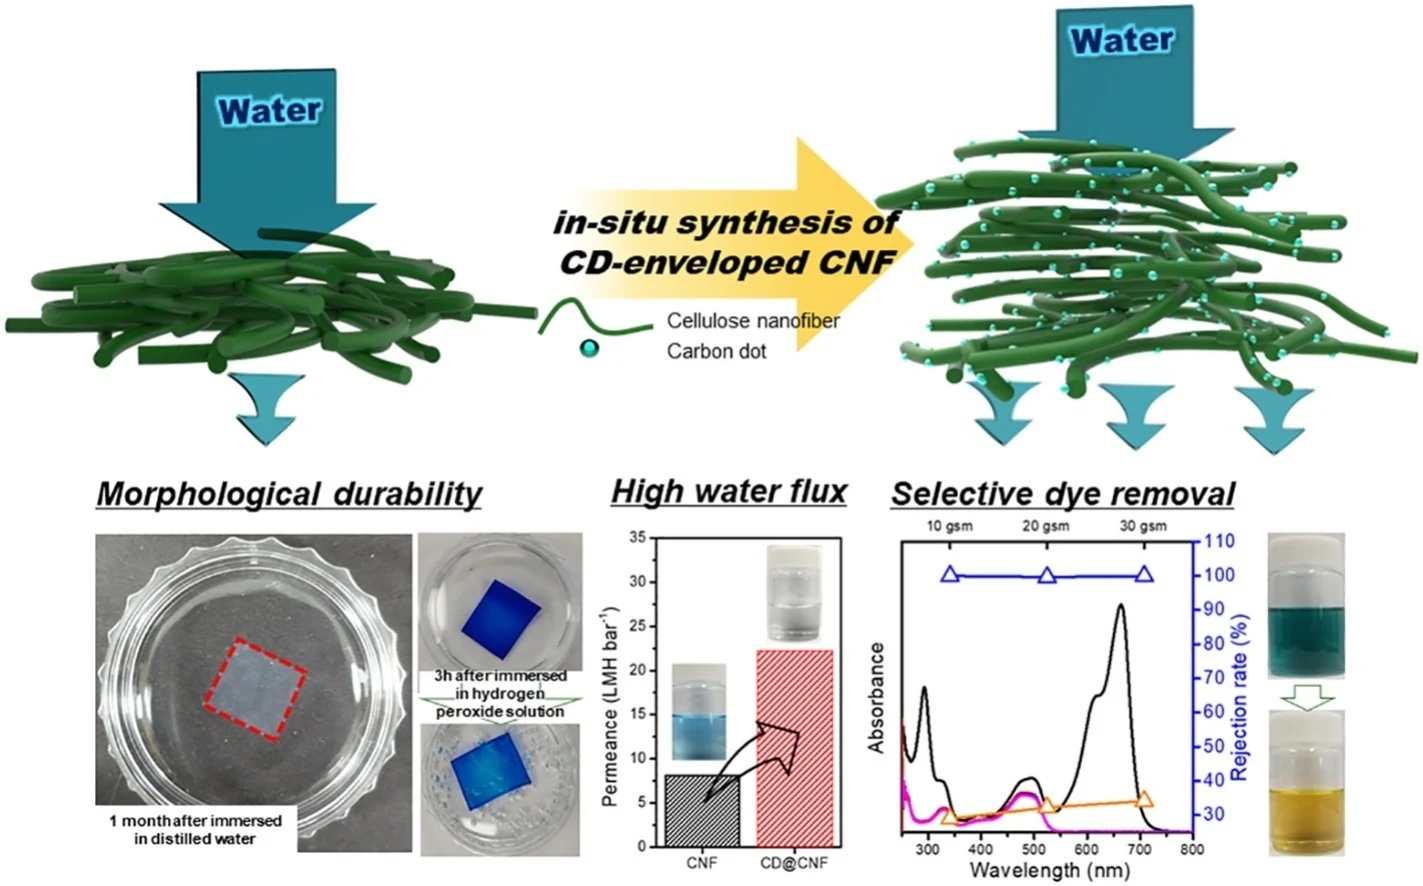 Water
Water
in-situ synthesis of
CD-enveloped CNF
Cellulose nanofiber
Carbon dot
Morphological durability
1 month after immersed
in distilled water
3h after immersed
in hydrogen
peroxide solution
High water flux
Permeance (LMH bar⁻¹)
35
30
25
20
15
10
5
0
CNF
CD@CNF
Selective dye removal
10 gsm
20 gsm
30 gsm
Absorbance
110
100
90
80
70
60
50
40
30
Rejection rate (%)
300
400
500
600
700
800
Wavelength (nm)